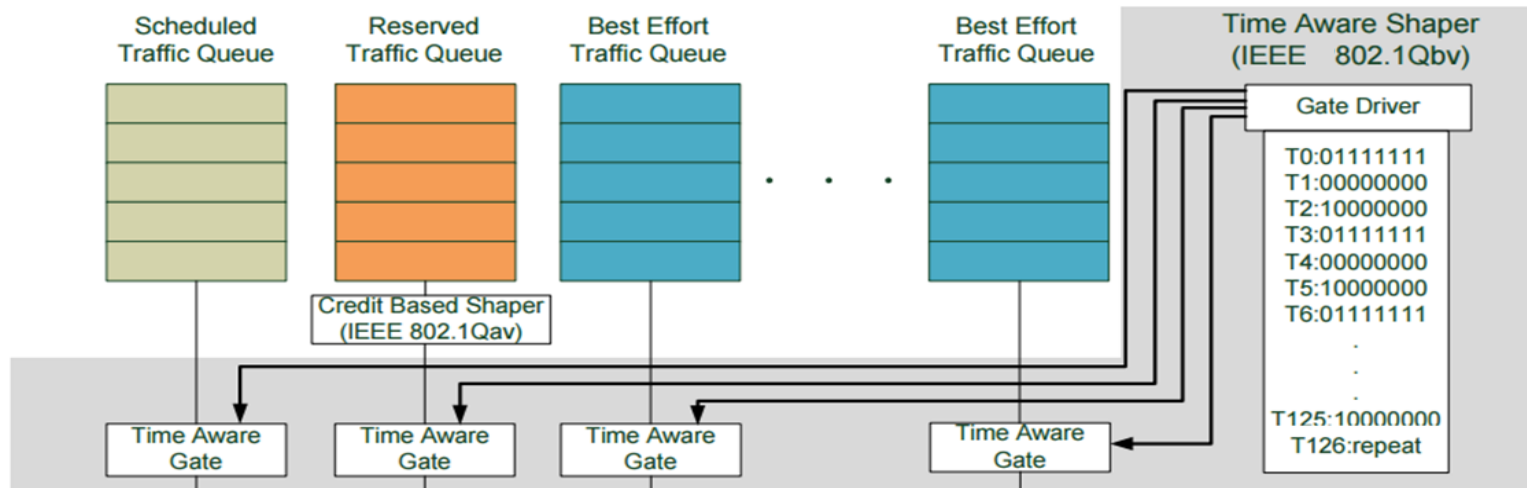 Scheduled
Traffic Queue
Reserved
Traffic Queue
Best Effort
Traffic Queue
Best Effort
Traffic Queue
Time Aware Shaper
(IEEE 802.1Qbv)
Gate Driver
T0:01111111
T1:00000000
T2:10000000
T3:01111111
T4:00000000
T5:10000000
T6:01111111
.
.
.
T125:10000000
T126:repeat
. . .
Credit Based Shaper
(IEEE 802.1Qav)
Time Aware
Gate
Time Aware
Gate
Time Aware
Gate
Time Aware
Gate